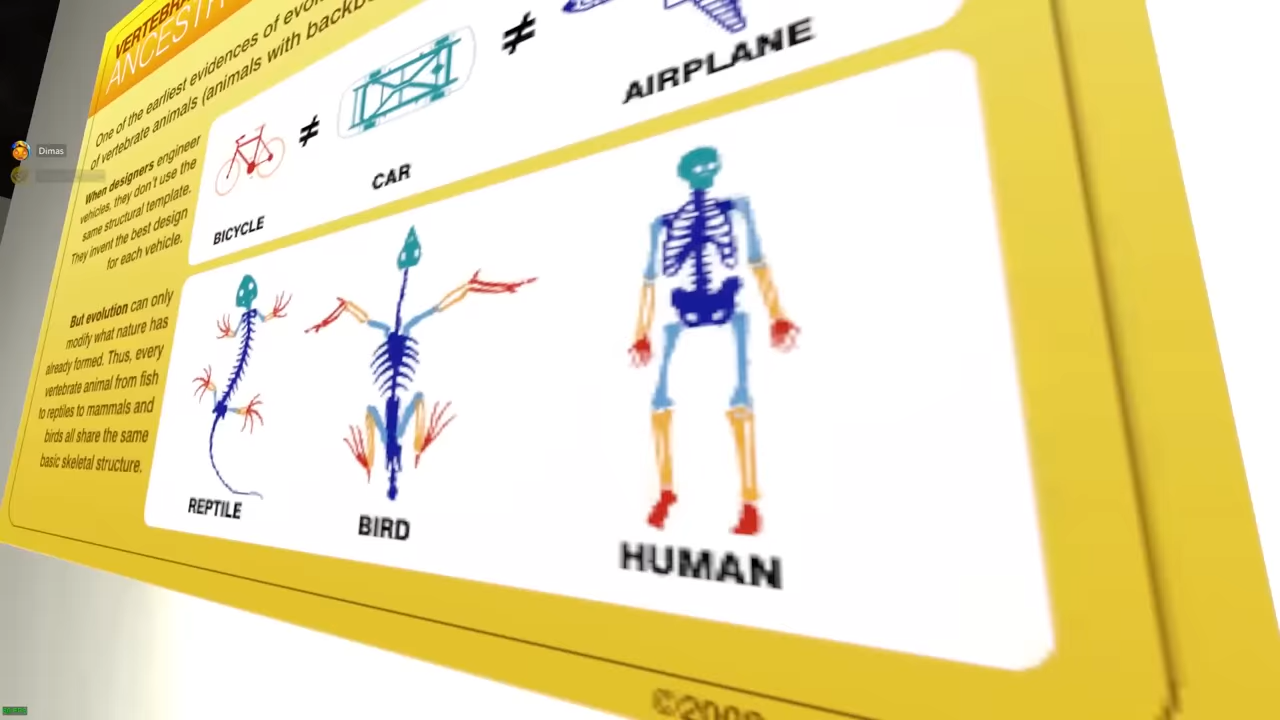 VERTEBRA
ANCEST
One of the earliest evidences of
of vertebrate animals (animals with
When designers engineer
vehicles, they don't use the
same structural template.
They invent the best design
for each vehicle.
BICYCLE
≠
CAR
≠
AIRPLANE
But evolution can only
modify what nature has
already formed. Thus, every
vertebrate animal from fish
to reptiles to mammals and
birds all share the same
basic skeletal structure.
REPTILE
BIRD
HUMAN
Dimas